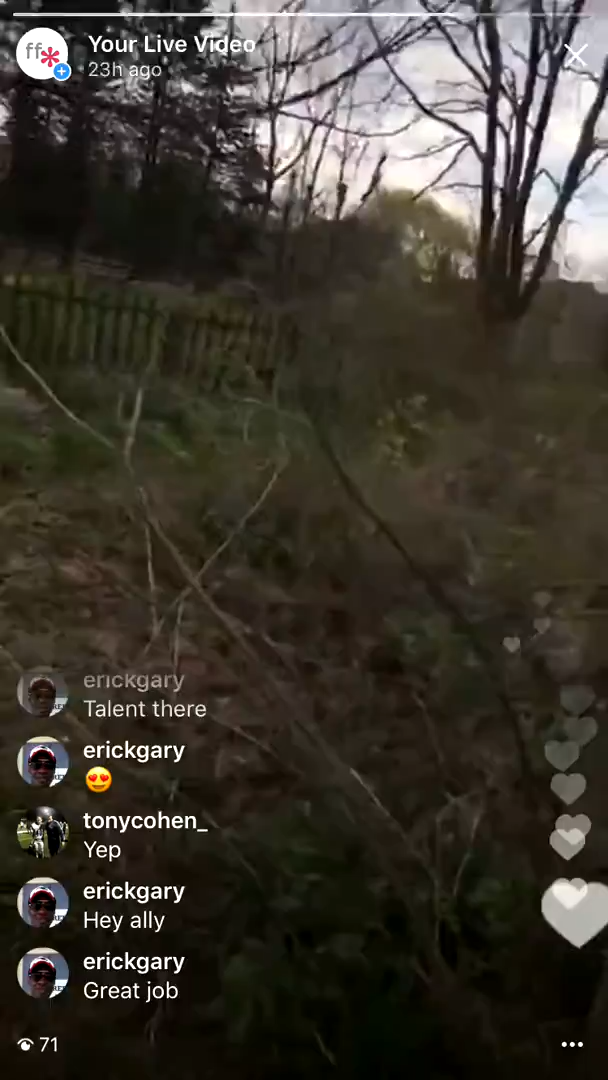 ff*
Your Live Video
23h ago
erickgary
Talent there
erickgary
😍
tonycohen_
Yep
erickgary
Hey ally
erickgary
Great job
71